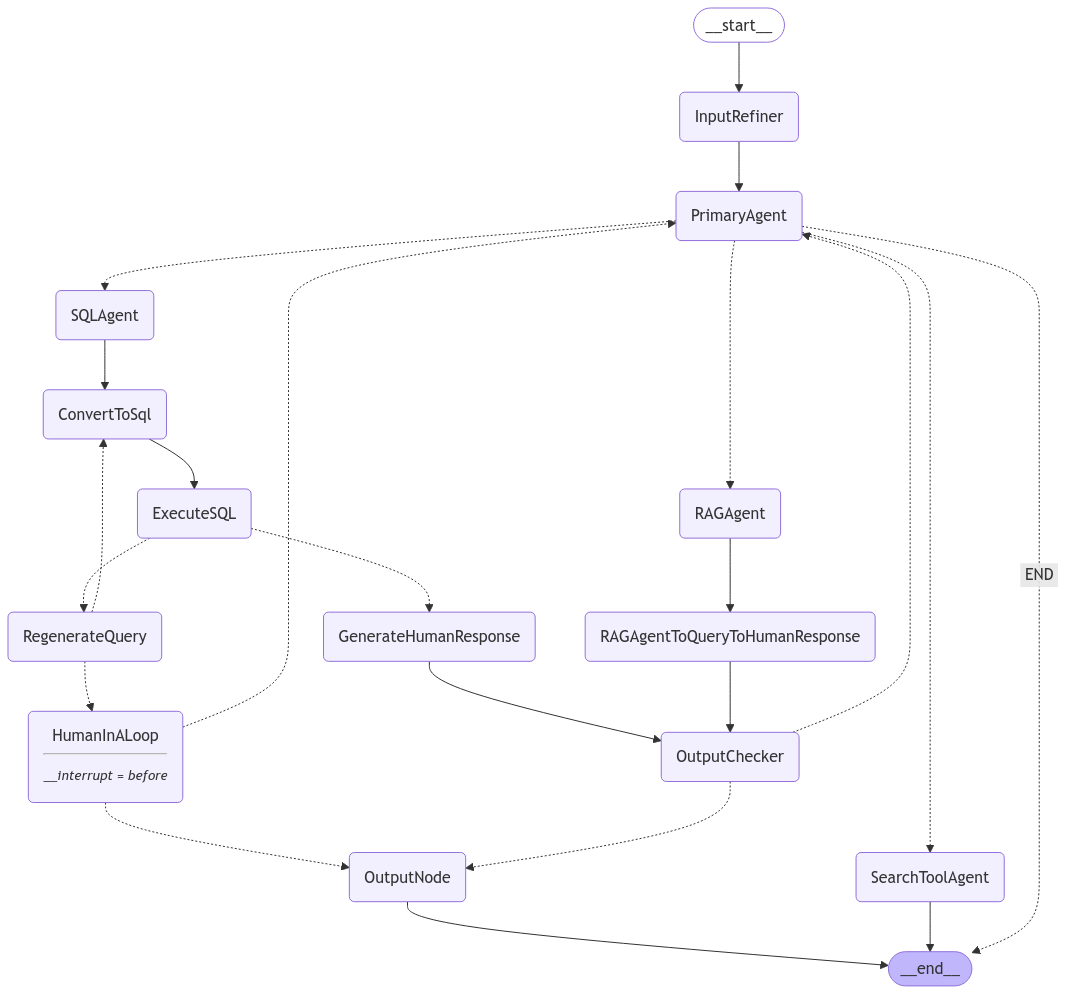 __start__
InputRefiner
PrimaryAgent
SQLAgent
ConvertToSql
ExecuteSQL
RAGAgent
END
RegenerateQuery
GenerateHumanResponse
RAGAgentToQueryToHumanResponse
HumanInALoop
__interrupt = before
OutputChecker
OutputNode
SearchToolAgent
__end__